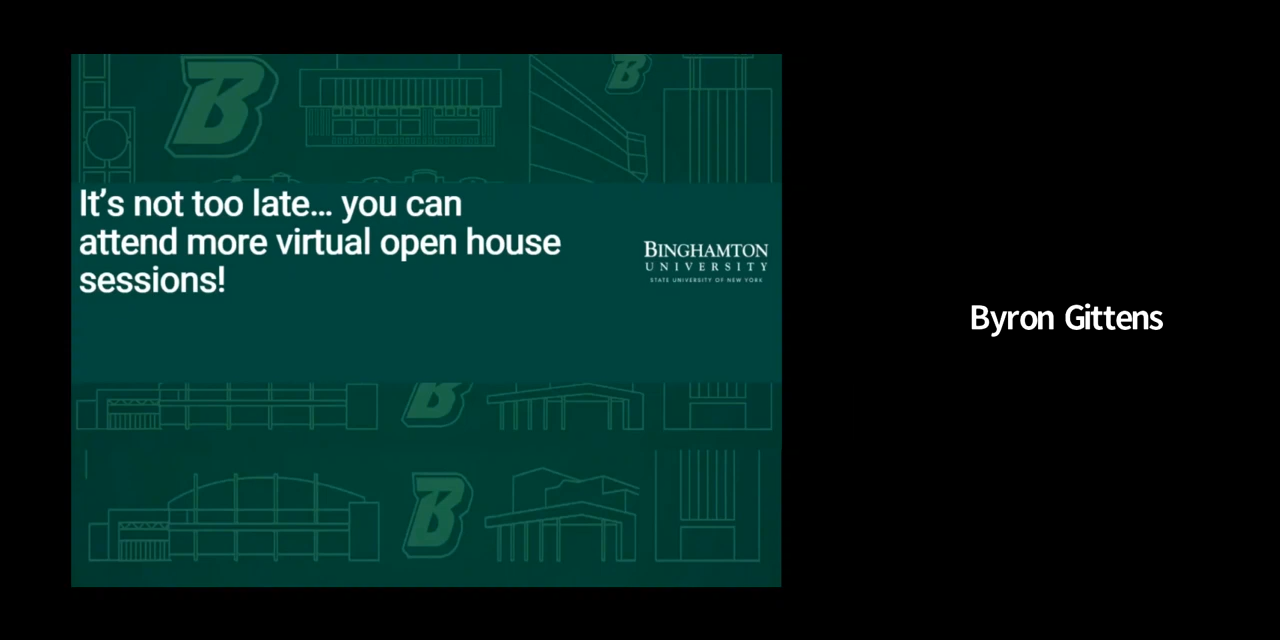 It's not too late... you can
attend more virtual open house
sessions!
BINGHAMTON
UNIVERSITY
STATE UNIVERSITY OF NEW YORK
Byron Gittens